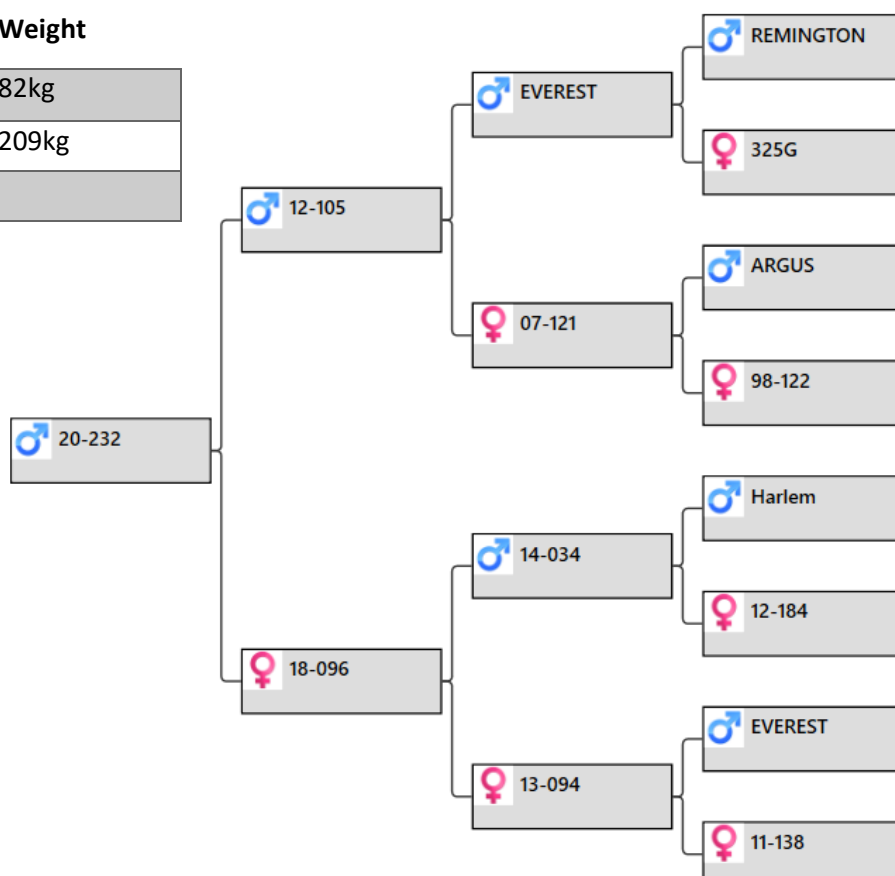 Weight
82kg
209kg
20-232
12-105
18-096
EVEREST
07-121
14-034
13-094
REMINGTON
325G
ARGUS
98-122
Harlem
12-184
EVEREST
11-138